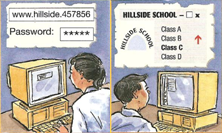 www.hillside.457856
Password: *****
HILLSIDE SCHOOL – □ x
HILLSIDE SCHOOL
Class A
Class B
Class C
Class D